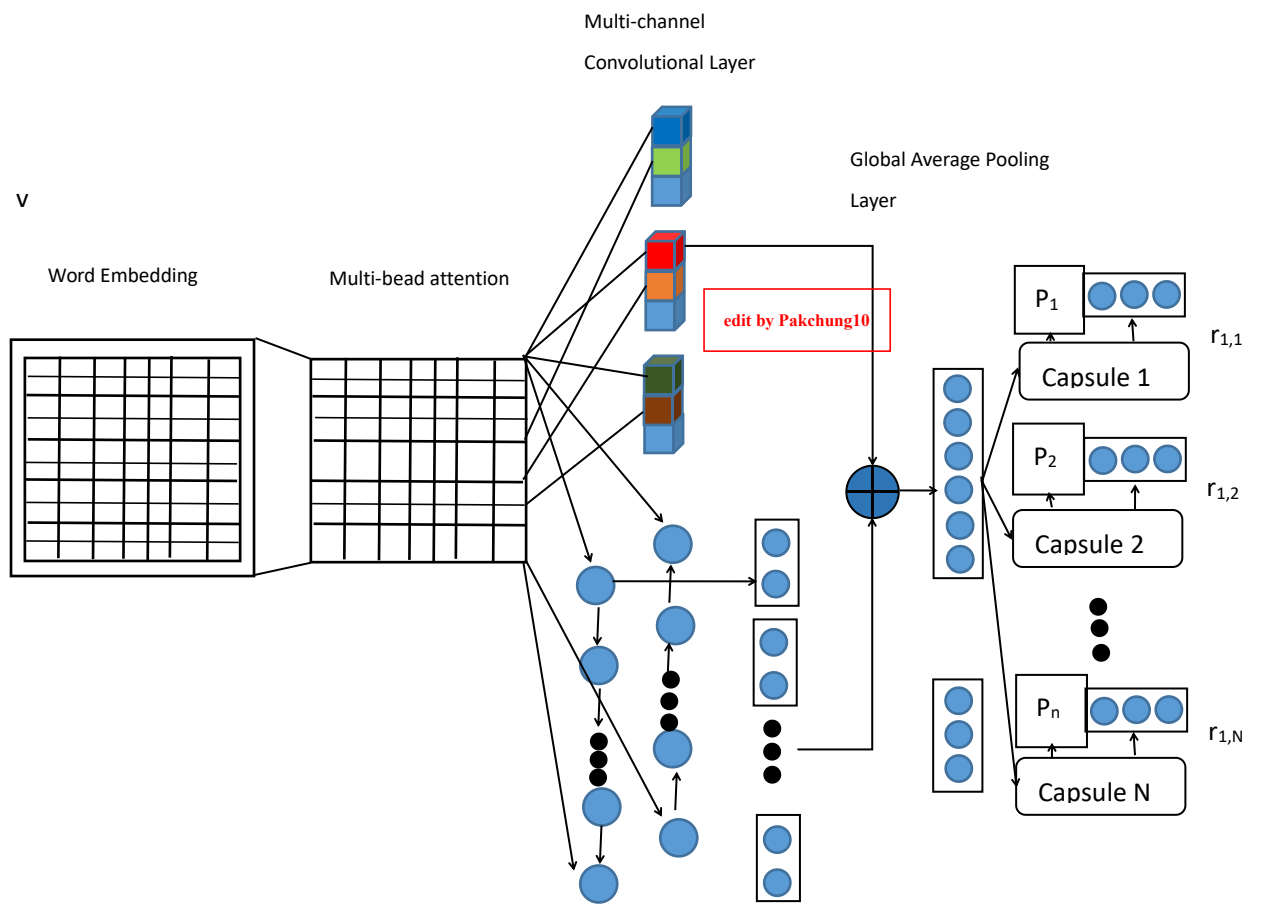 Multi-channel
Convolutional Layer
Global Average Pooling
Layer
v
Word Embedding
Multi-bead attention
edit by Pakchung10
P1
r1,1
Capsule 1
P2
r1,2
Capsule 2
Pn
r1,N
Capsule N